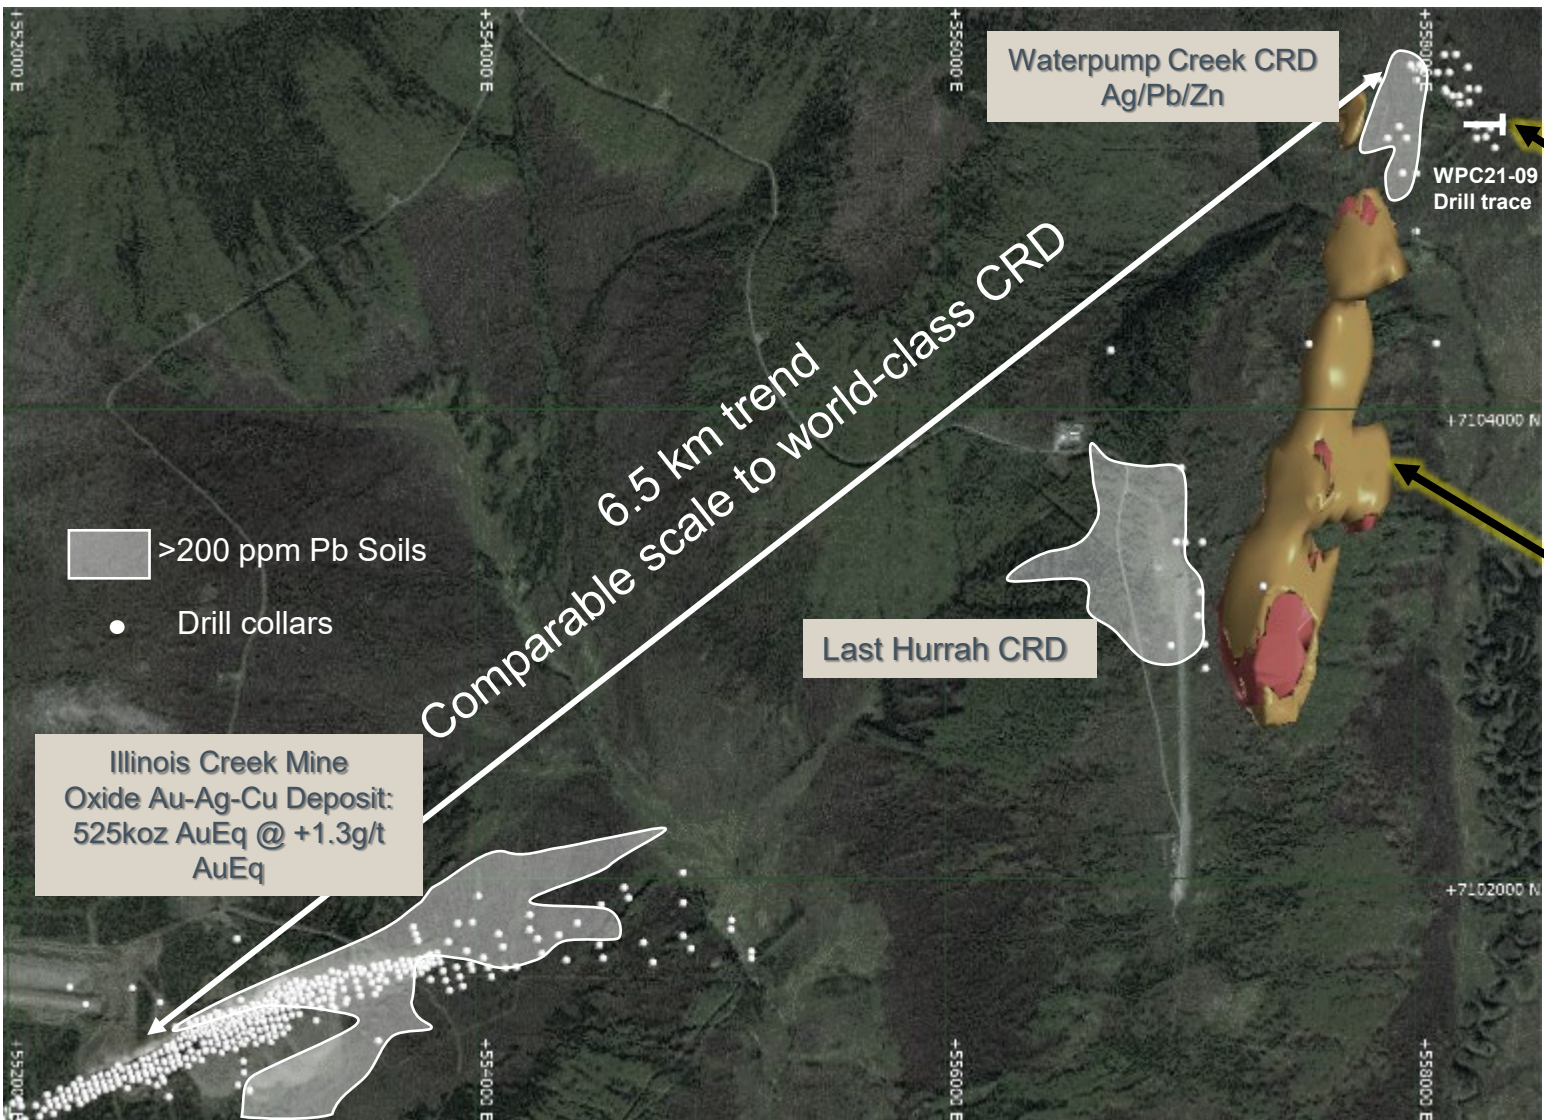 +552000 E
+554000 E
+556000 E
+558000 E
Waterpump Creek CRD
Ag/Pb/Zn
WPC21-09
Drill trace
6.5 km trend
Comparable scale to world-class CRD
+7104000 N
>200 ppm Pb Soils
Drill collars
Last Hurrah CRD
Illinois Creek Mine
Oxide Au-Ag-Cu Deposit:
525koz AuEq @ +1.3g/t
AuEq
+7102000 N
+552000 E
+554000 E
+556000 E
+558000 E